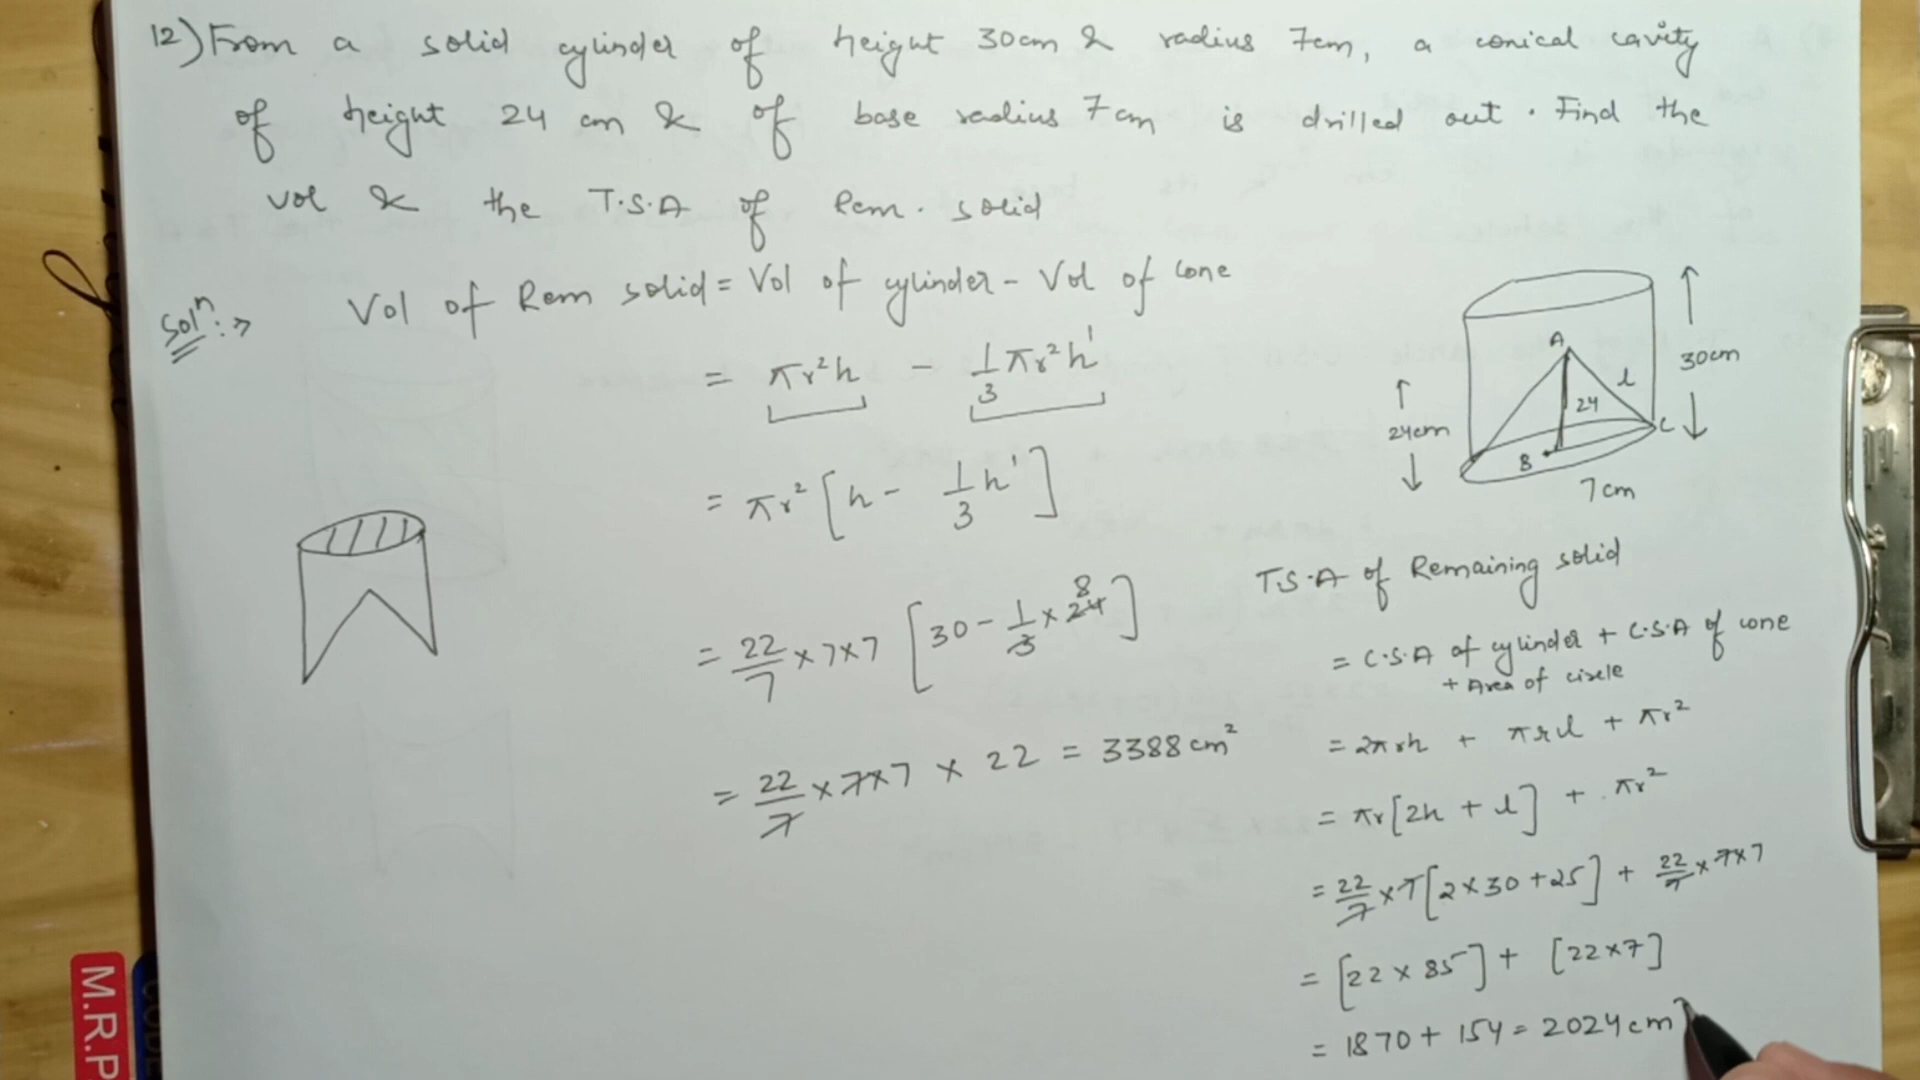 12) From a solid cylinder of height 30cm & radius 7cm, a conical cavity
of height 24 cm & of base radius 7cm is drilled out. Find the
vol & the T.S.A of Rem. solid
Solⁿ:->
Vol of Rem solid = Vol of cylinder - Vol of cone
= πr²h - 1/3 πr²h'
= πr² [h - 1/3 h']
= 22/7 × 7×7 [30 - 1/3 × 24] 8
= 22/7 × 7×7 × 22 = 3388 cm²
A
l
24
B
C
30cm
24cm
7cm
T.S.A of Remaining solid
= C.S.A of cylinder + C.S.A of cone
+ Area of circle
= 2πrh + πrl + πr²
= πr[2h + l] + πr²
= 22/7 × 7[2×30+25] + 22/7 × 7×7
= [22 × 85] + [22×7]
= 1870 + 154 = 2024 cm
M.R.P